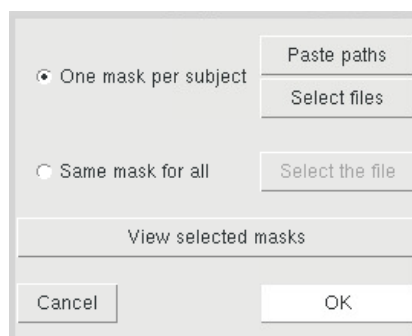 Paste paths
One mask per subject
Select files
Same mask for all Select the file
View selected masks
Cancel OK